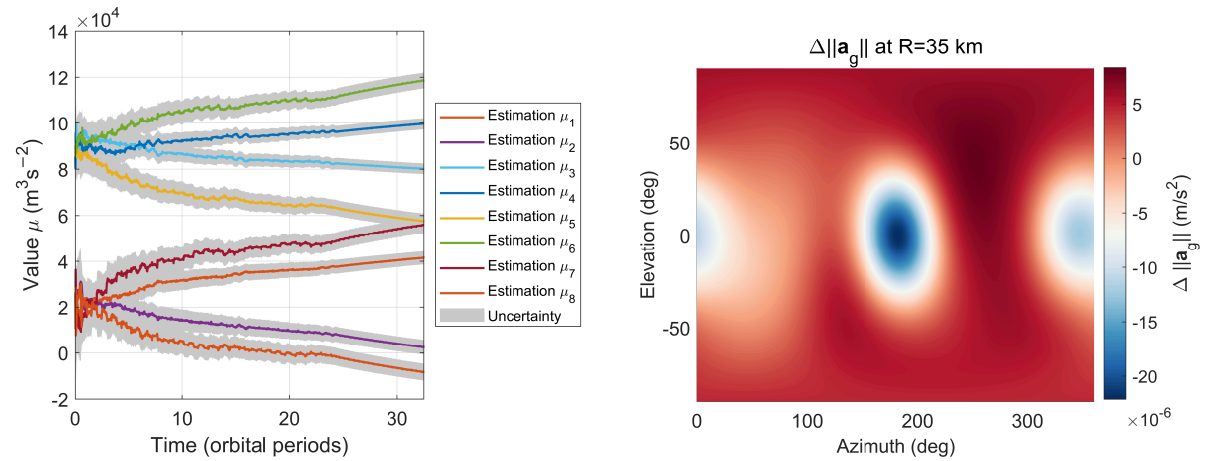 ×10⁴
14
12
10
8
6
4
2
0
-2
0 10 20 30
Value μ (m³s⁻²)
Time (orbital periods)
Estimation μ₁
Estimation μ₂
Estimation μ₃
Estimation μ₄
Estimation μ₅
Estimation μ₆
Estimation μ₇
Estimation μ₈
Uncertainty
Δ||a_g|| at R=35 km
50
0
-50
0 100 200 300
Elevation (deg)
Azimuth (deg)
5
0
-5
-10
-15
-20
×10⁻⁶
Δ ||a_g|| (m/s²)